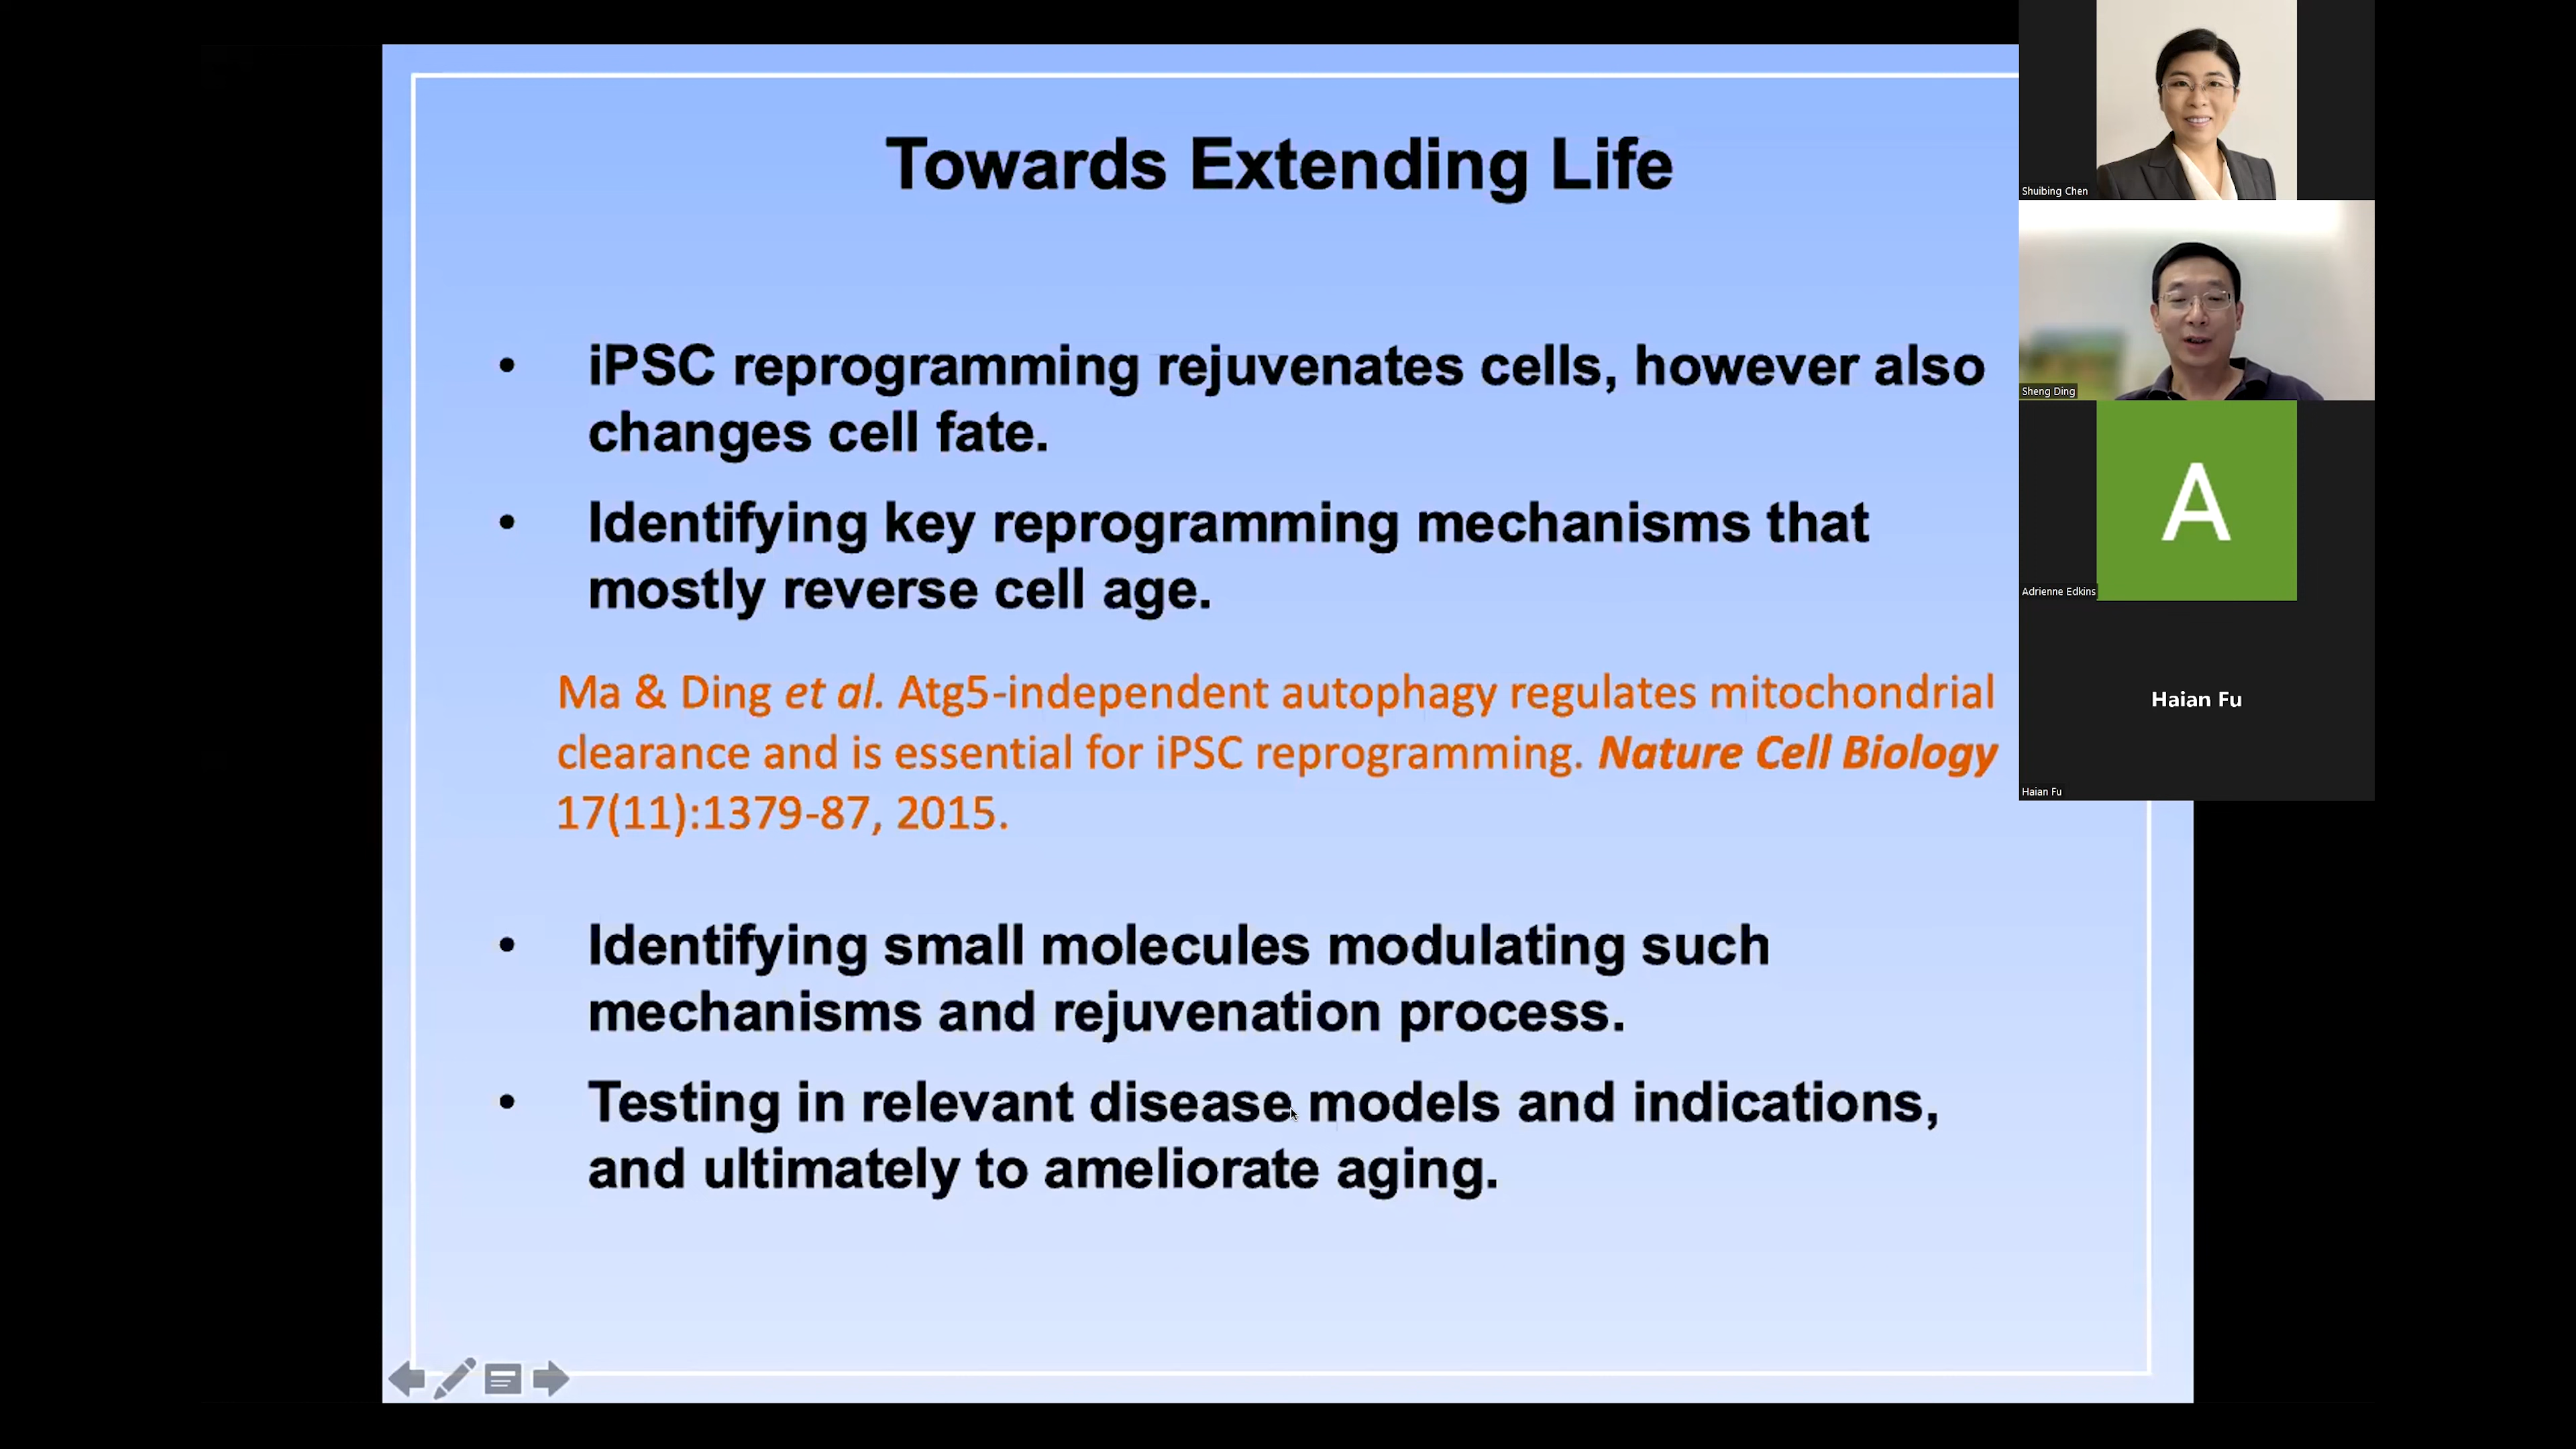 Towards Extending Life
• iPSC reprogramming rejuvenates cells, however also
changes cell fate.
• Identifying key reprogramming mechanisms that
mostly reverse cell age.
Ma & Ding et al. Atg5-independent autophagy regulates mitochondrial
clearance and is essential for iPSC reprogramming. Nature Cell Biology
17(11):1379-87, 2015.
• Identifying small molecules modulating such
mechanisms and rejuvenation process.
• Testing in relevant disease models and indications,
and ultimately to ameliorate aging.
Shuibing Chen
Sheng Ding
A
Adrienne Edkins
Haian Fu
Haian Fu